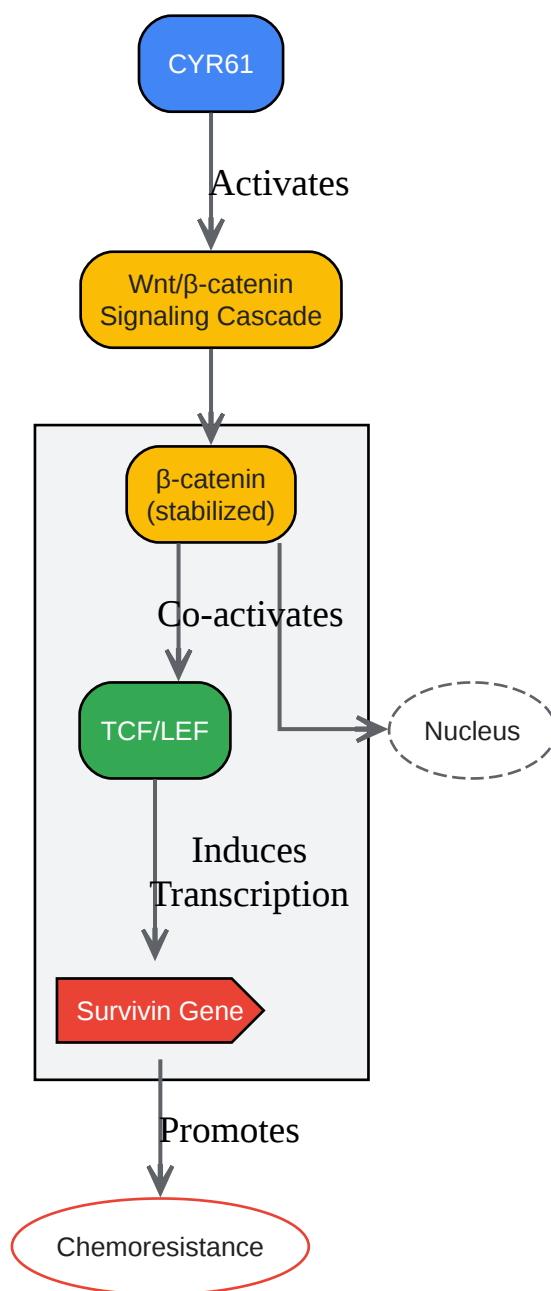 CYR61
Activates
Wnt/β-catenin
Signaling Cascade
β-catenin
(stabilized)
Co-activates
TCF/LEF
Nucleus
Induces
Transcription
Survivin Gene
Promotes
Chemoresistance